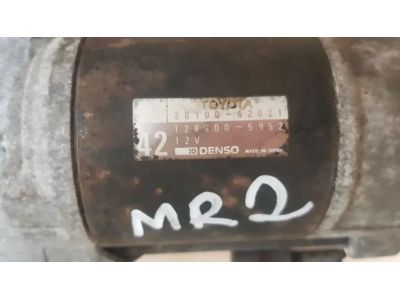 TOYOTA
28100-62021
42 128000-5952
12V
DENSO MADE IN JAPAN
MR2